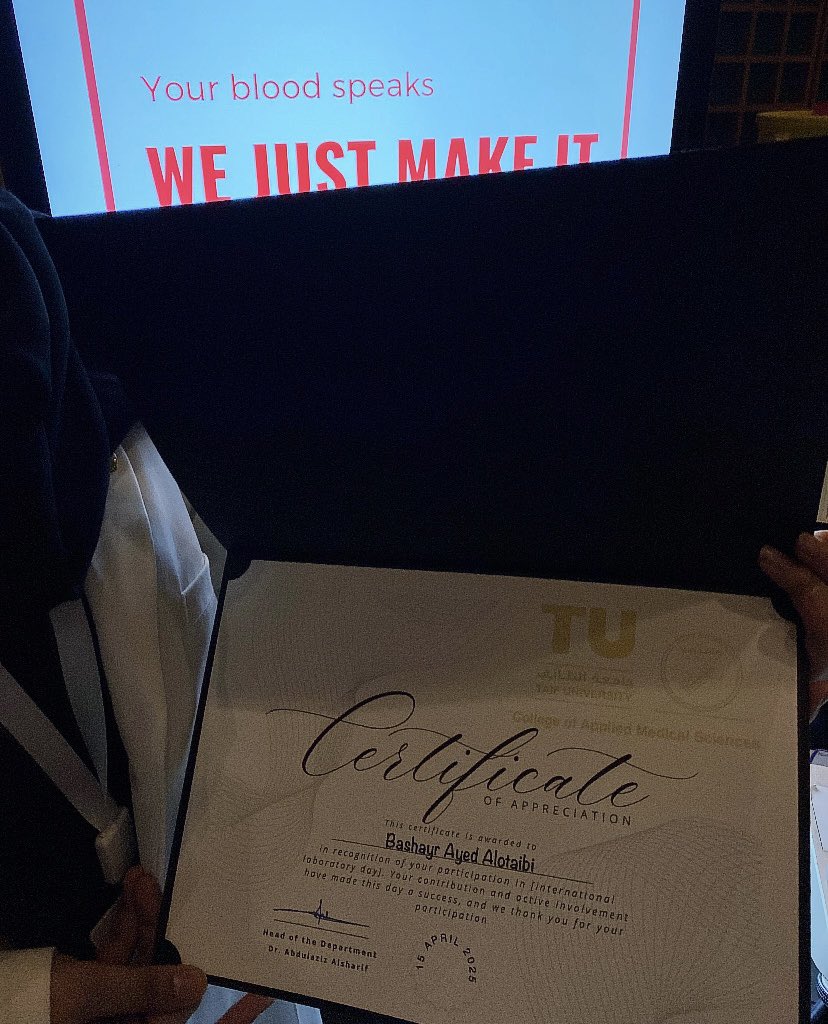 Your blood speaks
WE JUST MAKE IT
TU
جامعة الطائف
TAIF UNIVERSITY
College of Applied Medical Sciences
Certificate
OF APPRECIATION
This certificate is awarded to
Bashayr Ayed Alotaibi
in recognition of your participation in [International
laboratory day]. Your contribution and active involvement
have made this day a success, and we thank you for your
participation
Head of the Department
Dr. Abdulaziz Alsharif
15 APRIL 2025